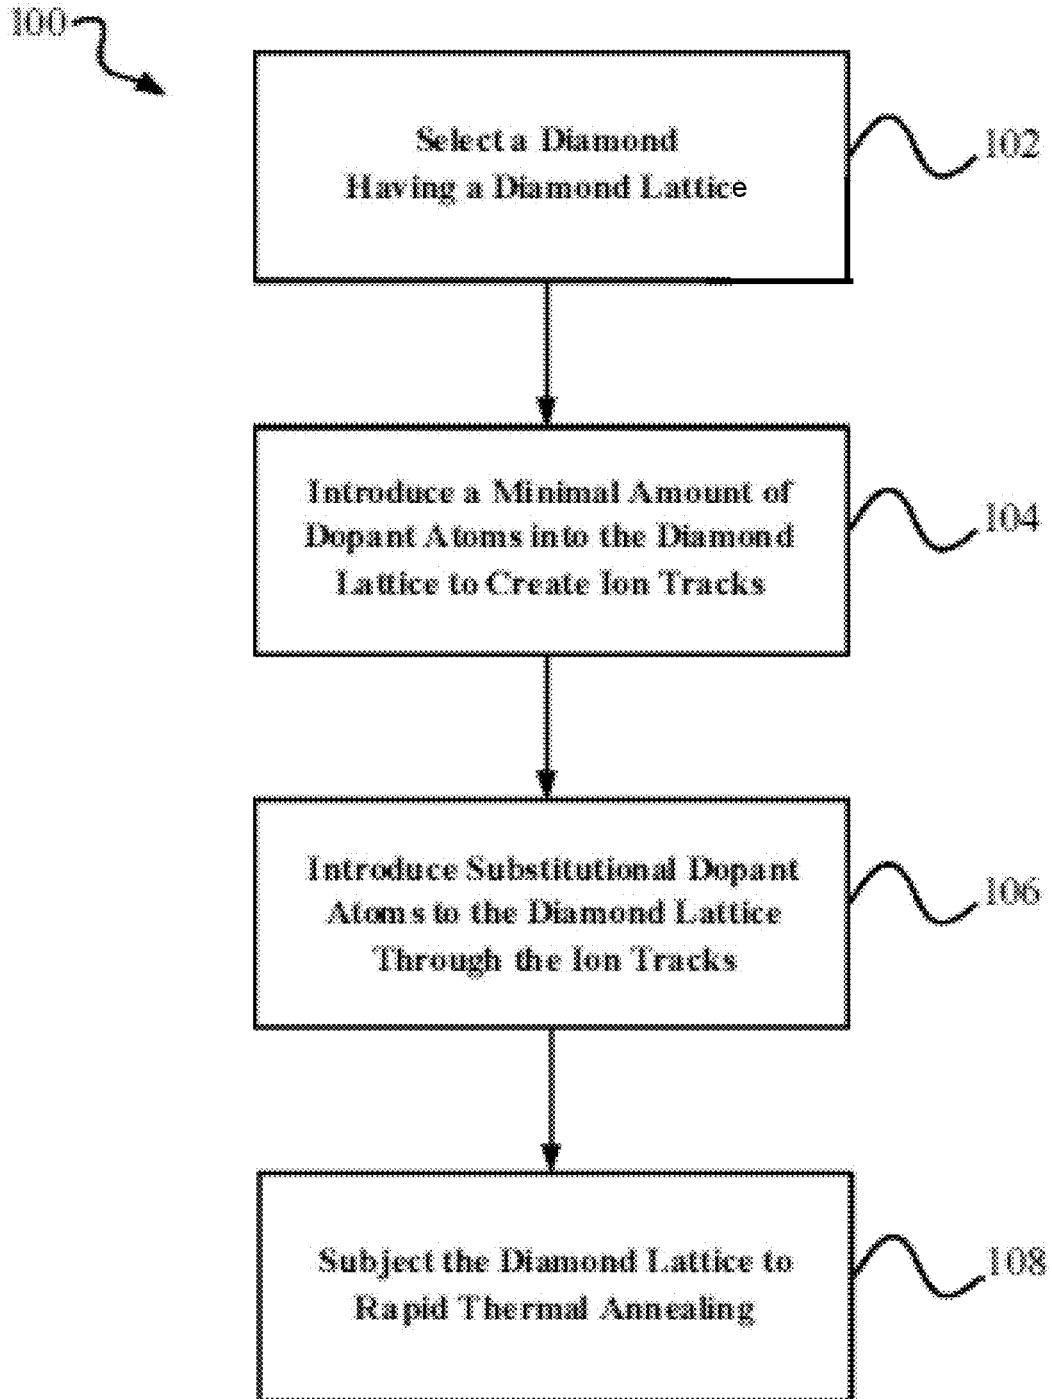 100
Select a Diamond
Having a Diamond Lattice
102
Introduce a Minimal Amount of
Dopant Atoms into the Diamond
Lattice to Create Ion Tracks
104
Introduce Substitutional Dopant
Atoms to the Diamond Lattice
Through the Ion Tracks
106
Subject the Diamond Lattice to
Rapid Thermal Annealing
108